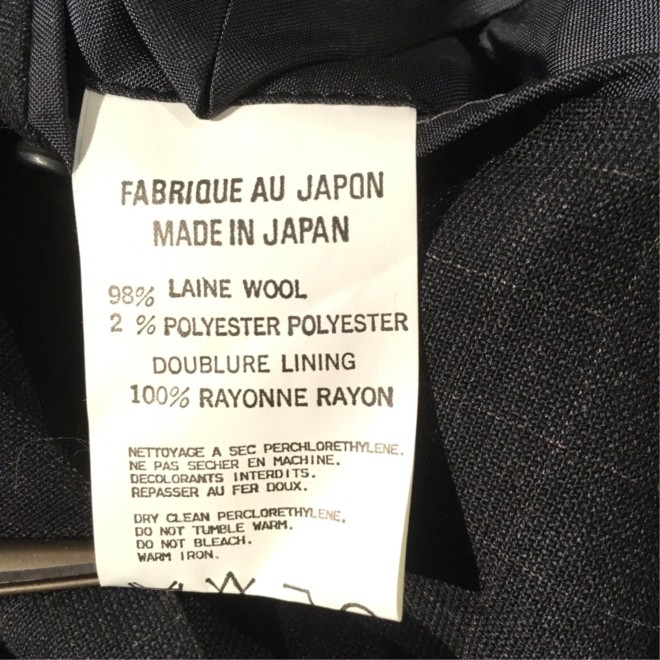 FABRIQUE AU JAPON
MADE IN JAPAN
98% LAINE WOOL
2 % POLYESTER POLYESTER
DOUBLURE LINING
100% RAYONNE RAYON
NETTOYAGE A SEC PERCHLORETHYLENE.
NE PAS SECHER EN MACHINE.
DECOLORANTS INTERDITS.
REPASSER AU FER DOUX.
DRY CLEAN PERCLORETHYLENE.
DO NOT TUMBLE WARM.
DO NOT BLEACH.
WARM IRON.